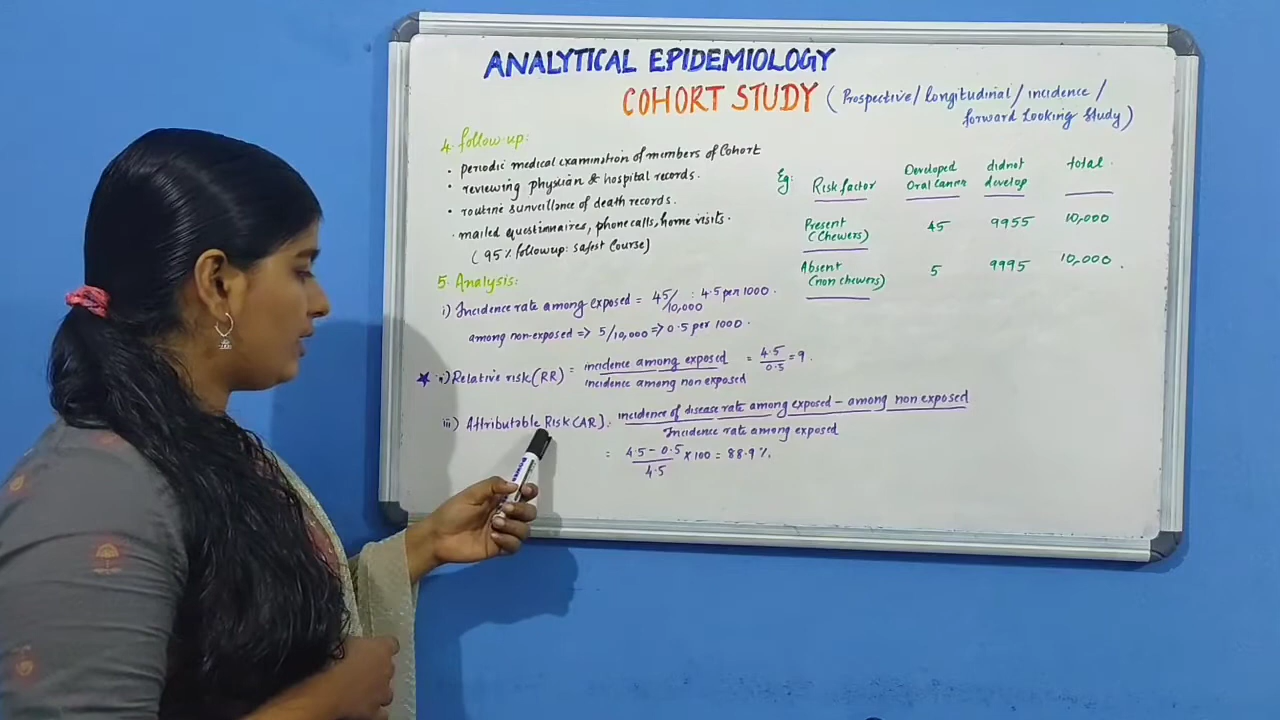 ANALYTICAL EPIDEMIOLOGY
COHORT STUDY (Prospective/longitudinal/incidence/
forward Looking Study)
4. Follow-up:
• periodic medical examination of members of Cohort
• reviewing physian & hospital records.
• routine surveillance of death records.
• mailed questionnaires, phone calls, home visits.
(95% followup: safest course)
5. Analysis:
i) Incidence rate among exposed = 45/10,000 : 4.5 per 1000.
among non-exposed => 5/10,000 => 0.5 per 1000.
★ ii) Relative risk (RR) = incidence among exposed / incidence among non exposed = 4.5/0.5 = 9.
iii) Attributable Risk (AR): incidence of disease rate among exposed - among non exposed
Incidence rate among exposed
= 4.5 - 0.5 / 4.5 × 100 = 88.9%.
Eg: Risk factor Developed Oral cancer did not develop total.
Present (Chewers) 45 9955 10,000
Absent (non chewers) 5 9995 10,000.